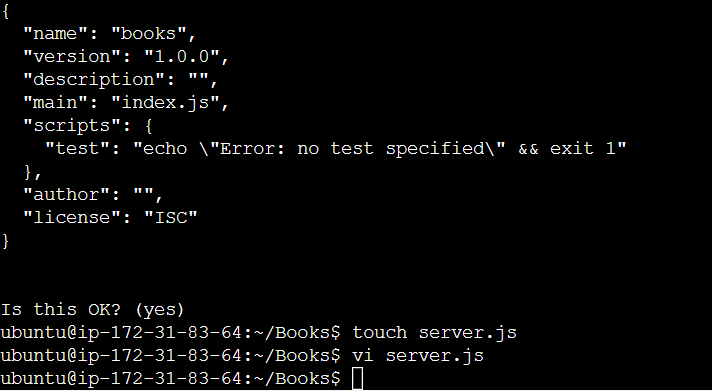 {
  "name": "books",
  "version": "1.0.0",
  "description": "",
  "main": "index.js",
  "scripts": {
    "test": "echo \"Error: no test specified\" && exit 1"
  },
  "author": "",
  "license": "ISC"
}
Is this OK? (yes)
ubuntu@ip-172-31-83-64:~/Books$ touch server.js
ubuntu@ip-172-31-83-64:~/Books$ vi server.js
ubuntu@ip-172-31-83-64:~/Books$